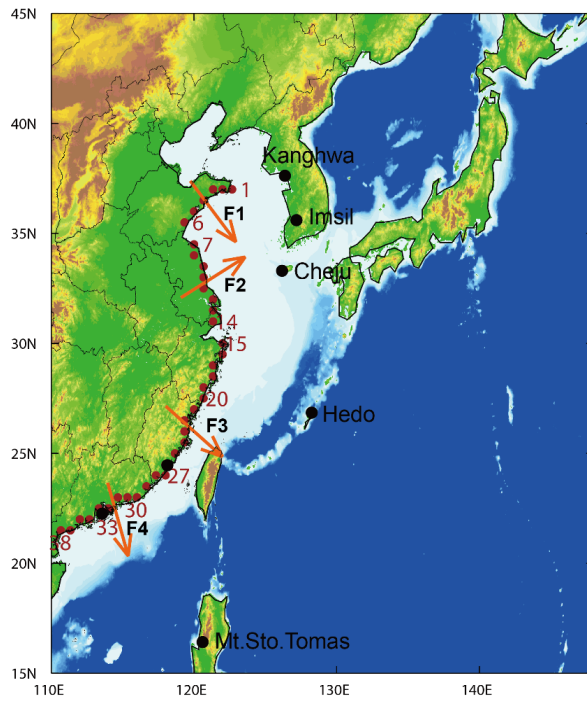 45N
40N
Kanghwa
1
F1
Imsil
6
35N
7
F2
Cheju
14
30N
15
20
Hedo
F3
25N
27
30
33
F4
38
20N
Mt.Sto.Tomas
15N
110E
120E
130E
140E